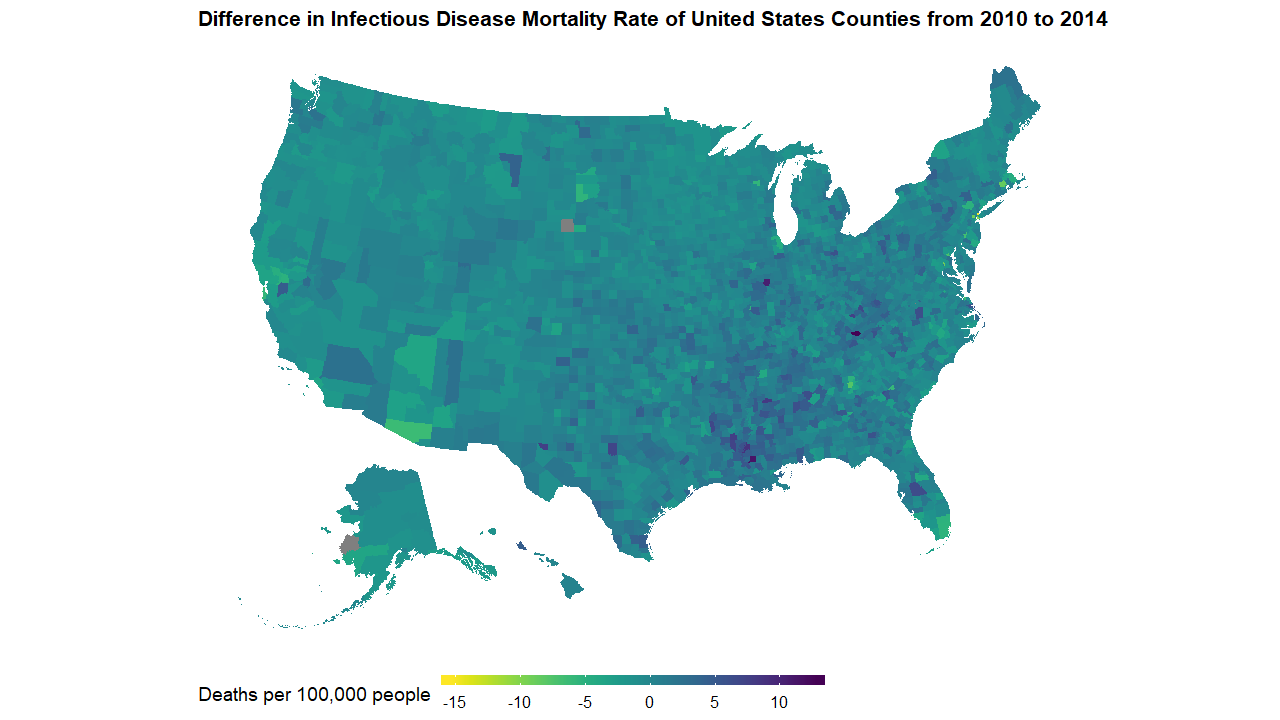 Difference in Infectious Disease Mortality Rate of United States Counties from 2010 to 2014
Deaths per 100,000 people
-15 -10 -5 0 5 10